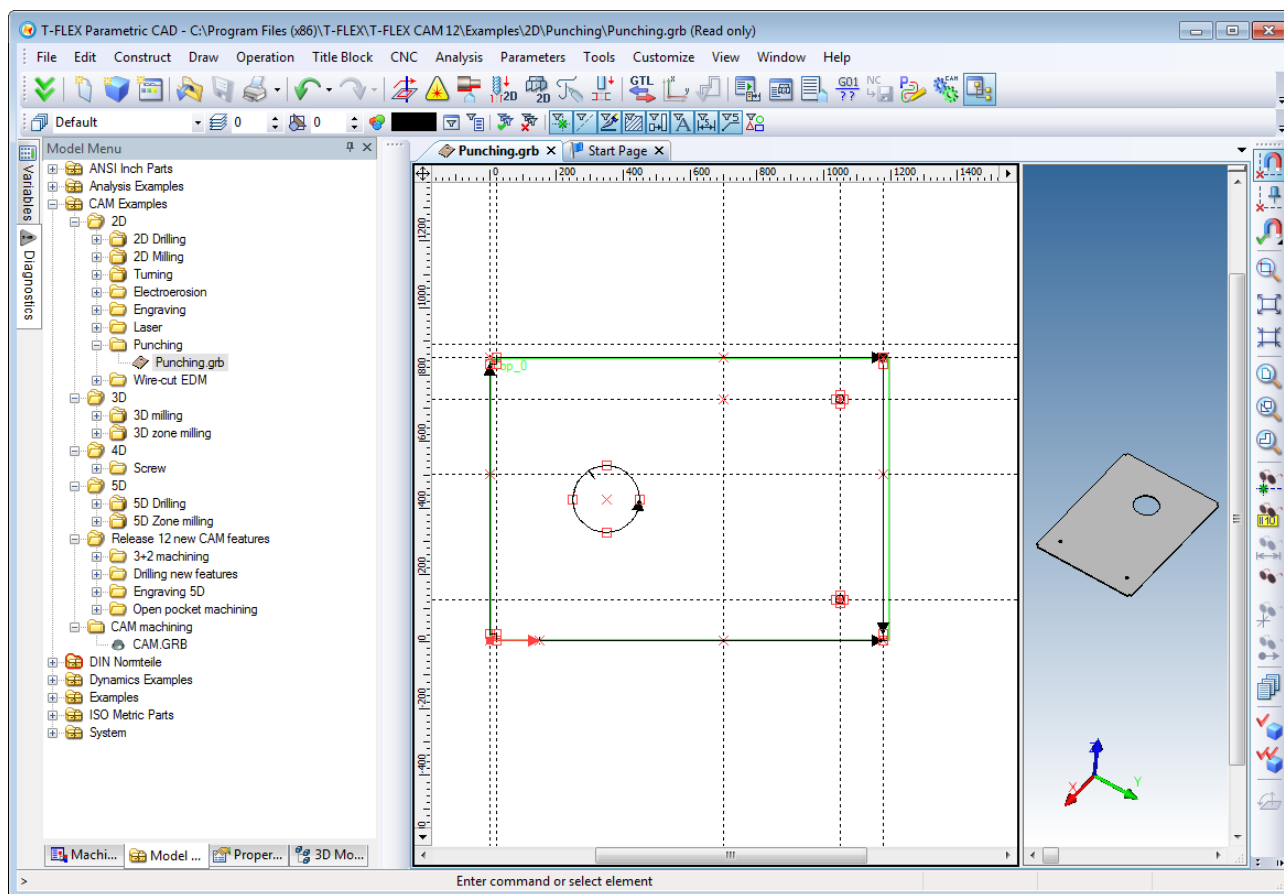 T-FLEX Parametric CAD - C:\Program Files (x86)\T-FLEX\T-FLEX CAM 12\Examples\2D\Punching\Punching.grb (Read only)
File Edit Construct Draw Operation Title Block CNC Analysis Parameters Tools Customize View Window Help
2D 2D GTL G01 ?? NC CAM
Default 0 0
Model Menu
Punching.grb Start Page
Variables
Diagnostics
ANSI Inch Parts
Analysis Examples
CAM Examples
2D
2D Drilling
2D Milling
Turning
Electroerosion
Engraving
Laser
Punching
Punching.grb
Wire-cut EDM
3D
3D milling
3D zone milling
4D
Screw
5D
5D Drilling
5D Zone milling
Release 12 new CAM features
3+2 machining
Drilling new features
Engraving 5D
Open pocket machining
CAM machining
CAM.GRB
DIN Normteile
Dynamics Examples
Examples
ISO Metric Parts
System
0 200 400 600 800 1000 1200 1400
1200
1000
800
600
400
200
0
-200
-400
Z
X
Y
Machi... Model ... Proper... 3D Mo...
> Enter command or select element